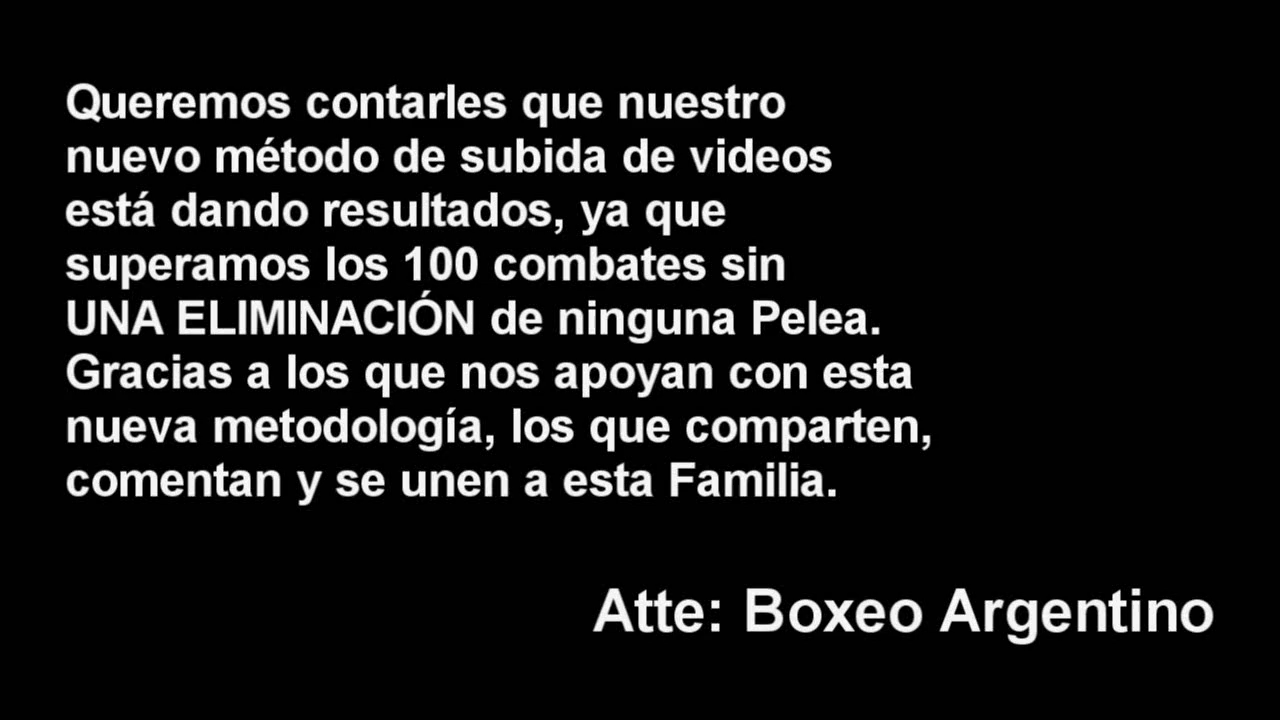 Queremos contarles que nuestro
nuevo método de subida de videos
está dando resultados, ya que
superamos los 100 combates sin
UNA ELIMINACIÓN de ninguna Pelea.
Gracias a los que nos apoyan con esta
nueva metodología, los que comparten,
comentan y se unen a esta Familia.
Atte: Boxeo Argentino